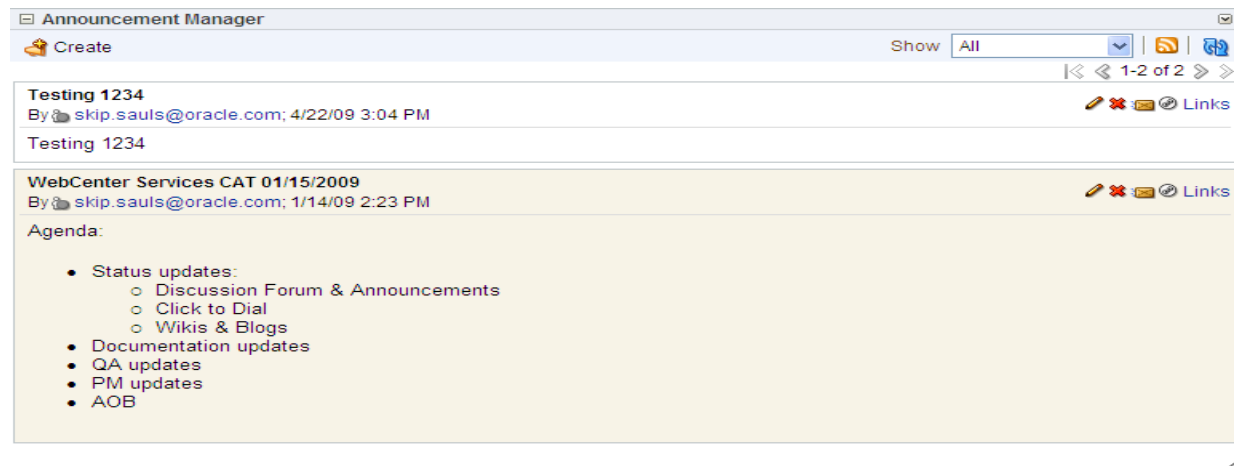 Announcement Manager
Create
Show All
1-2 of 2
Testing 1234
By skip.sauls@oracle.com; 4/22/09 3:04 PM
Links
Testing 1234
WebCenter Services CAT 01/15/2009
By skip.sauls@oracle.com; 1/14/09 2:23 PM
Links
Agenda:
Status updates:
Discussion Forum & Announcements
Click to Dial
Wikis & Blogs
Documentation updates
QA updates
PM updates
AOB